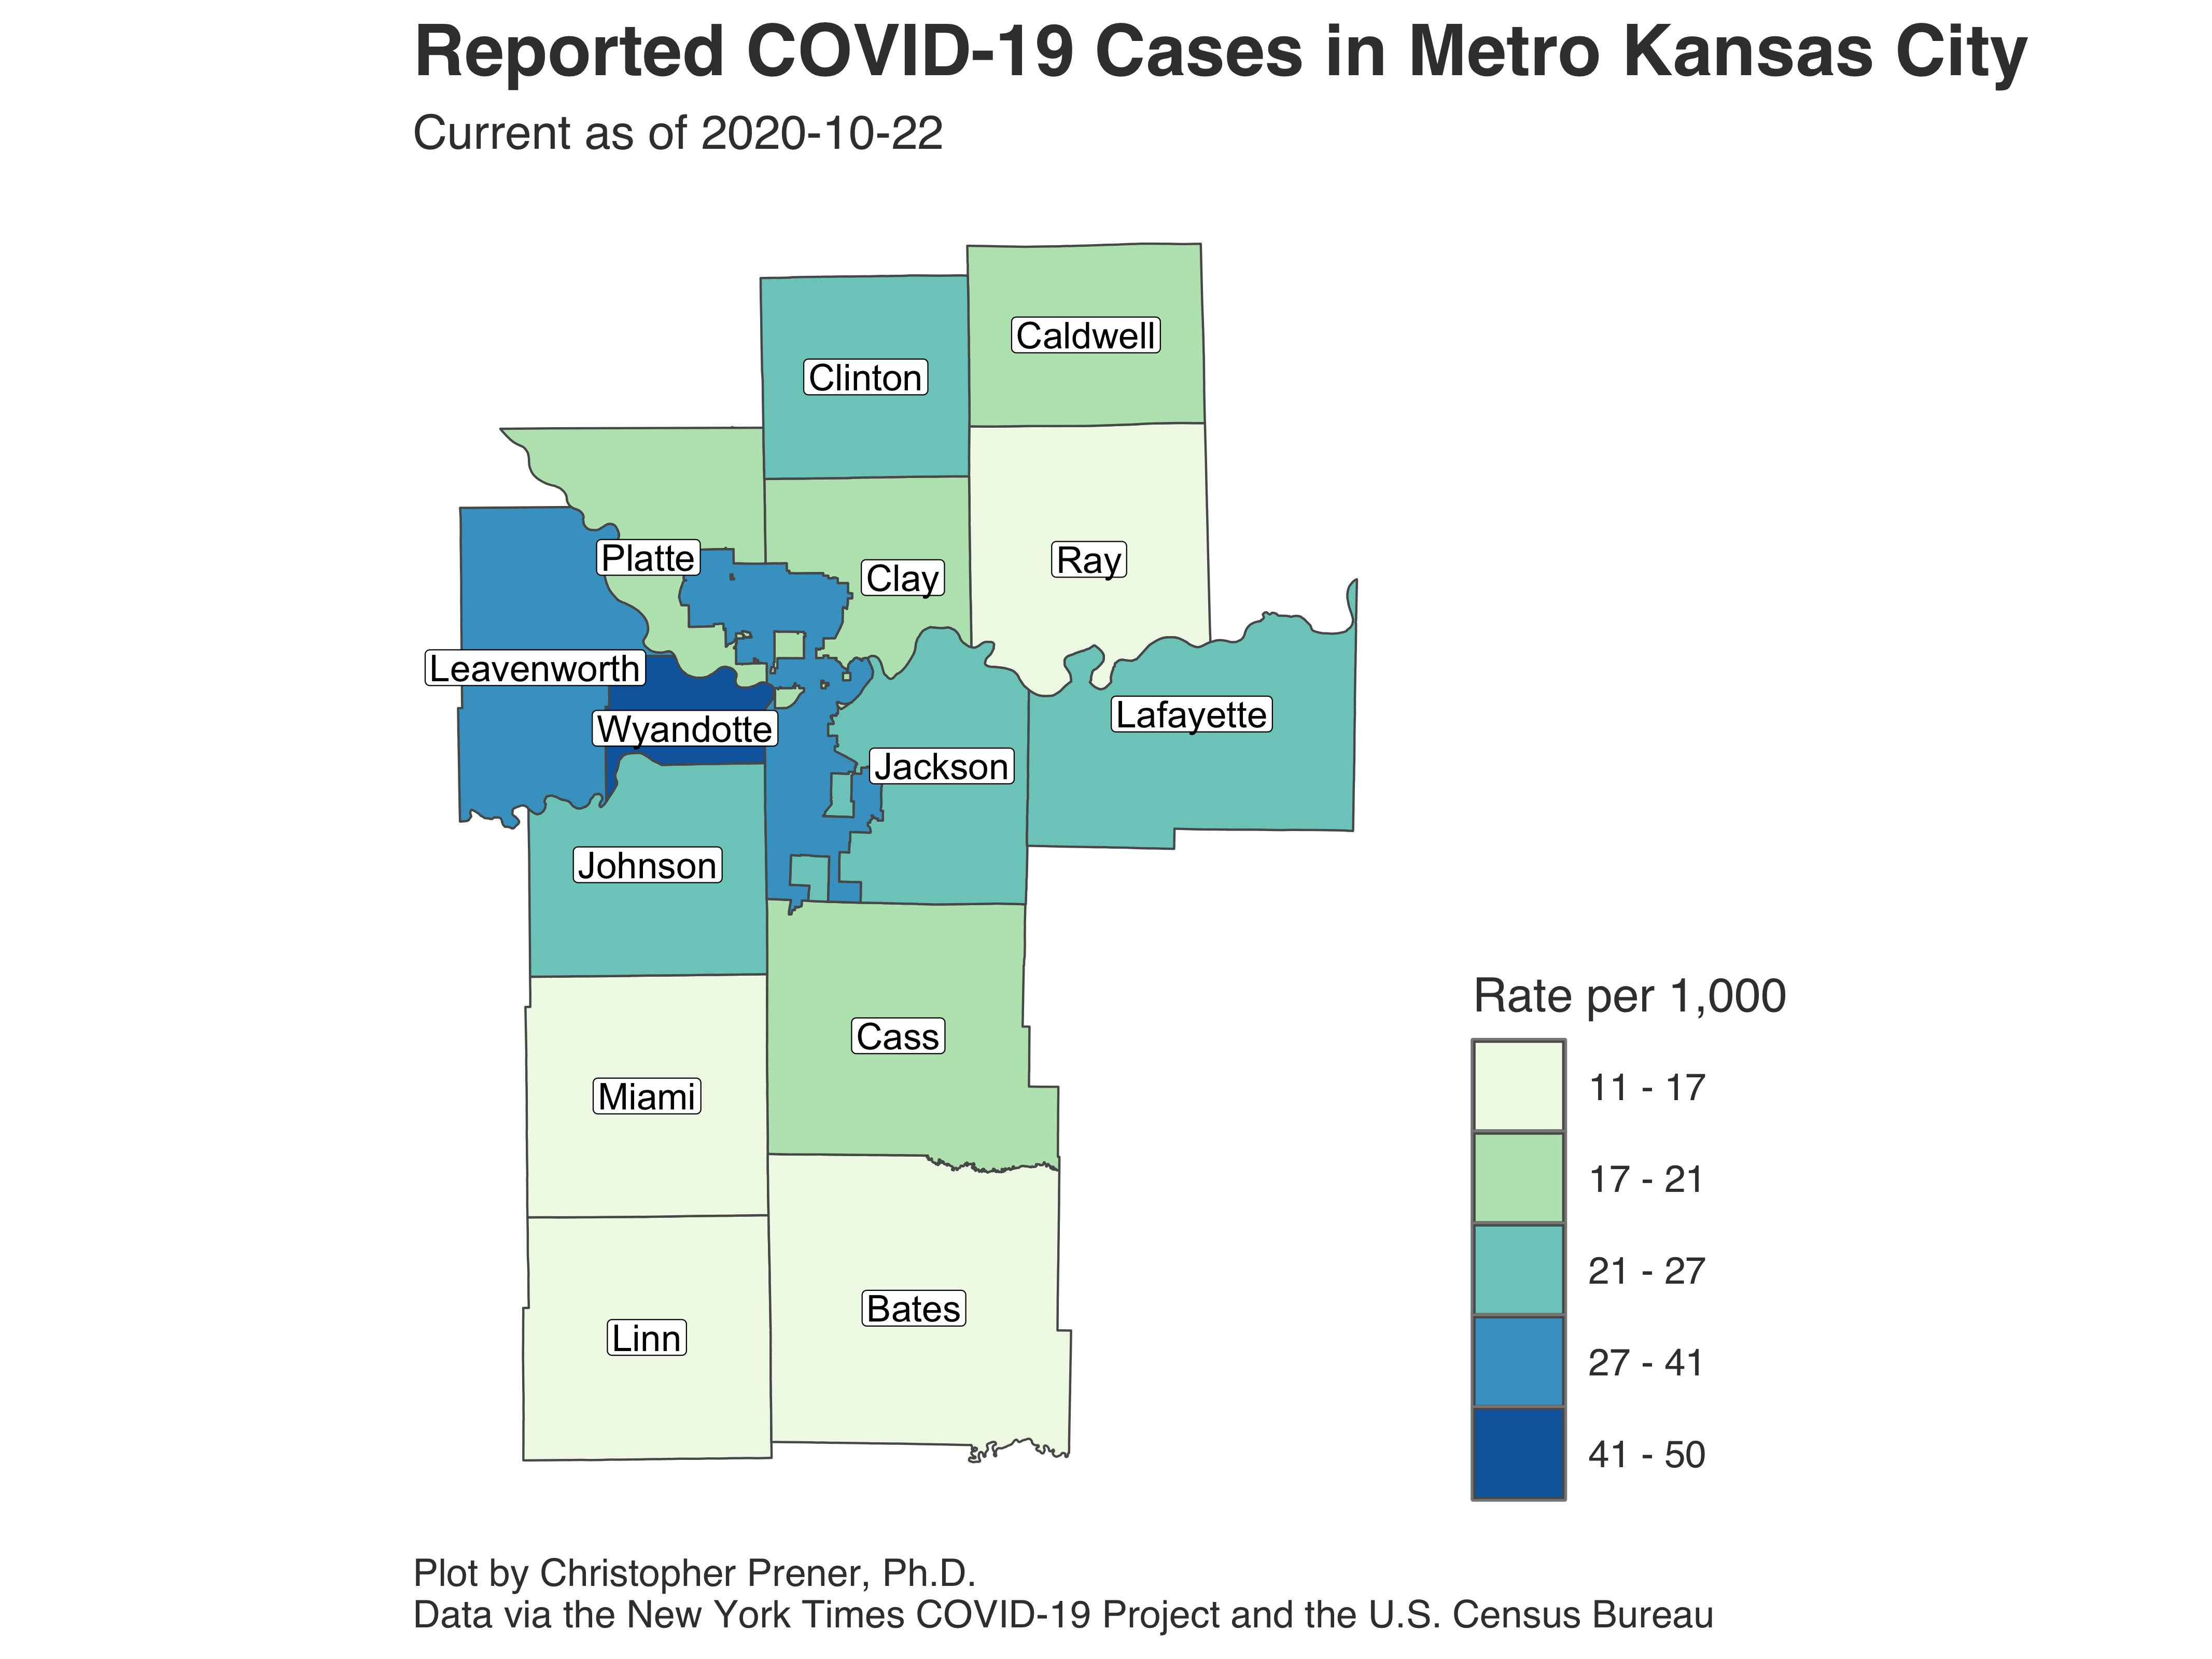 Reported COVID-19 Cases in Metro Kansas City
Current as of 2020-10-22
Caldwell
Clinton
Platte
Clay
Ray
Leavenworth
Wyandotte
Lafayette
Jackson
Johnson
Cass
Miami
Bates
Linn
Rate per 1,000
11 - 17
17 - 21
21 - 27
27 - 41
41 - 50
Plot by Christopher Prener, Ph.D.
Data via the New York Times COVID-19 Project and the U.S. Census Bureau